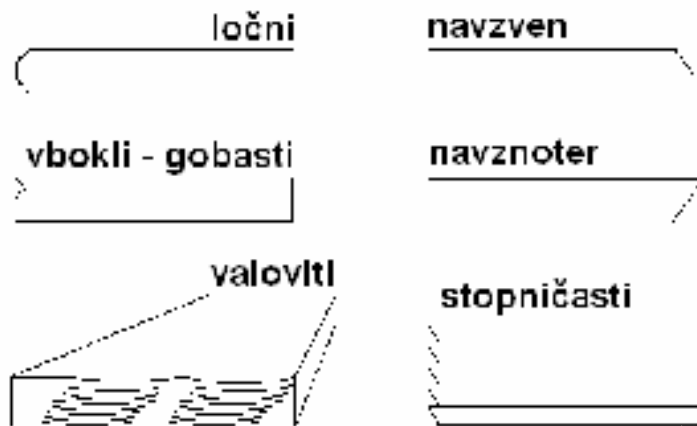 ločni
navzven
vbokli - gobasti
navznoter
valoviti
stopničasti